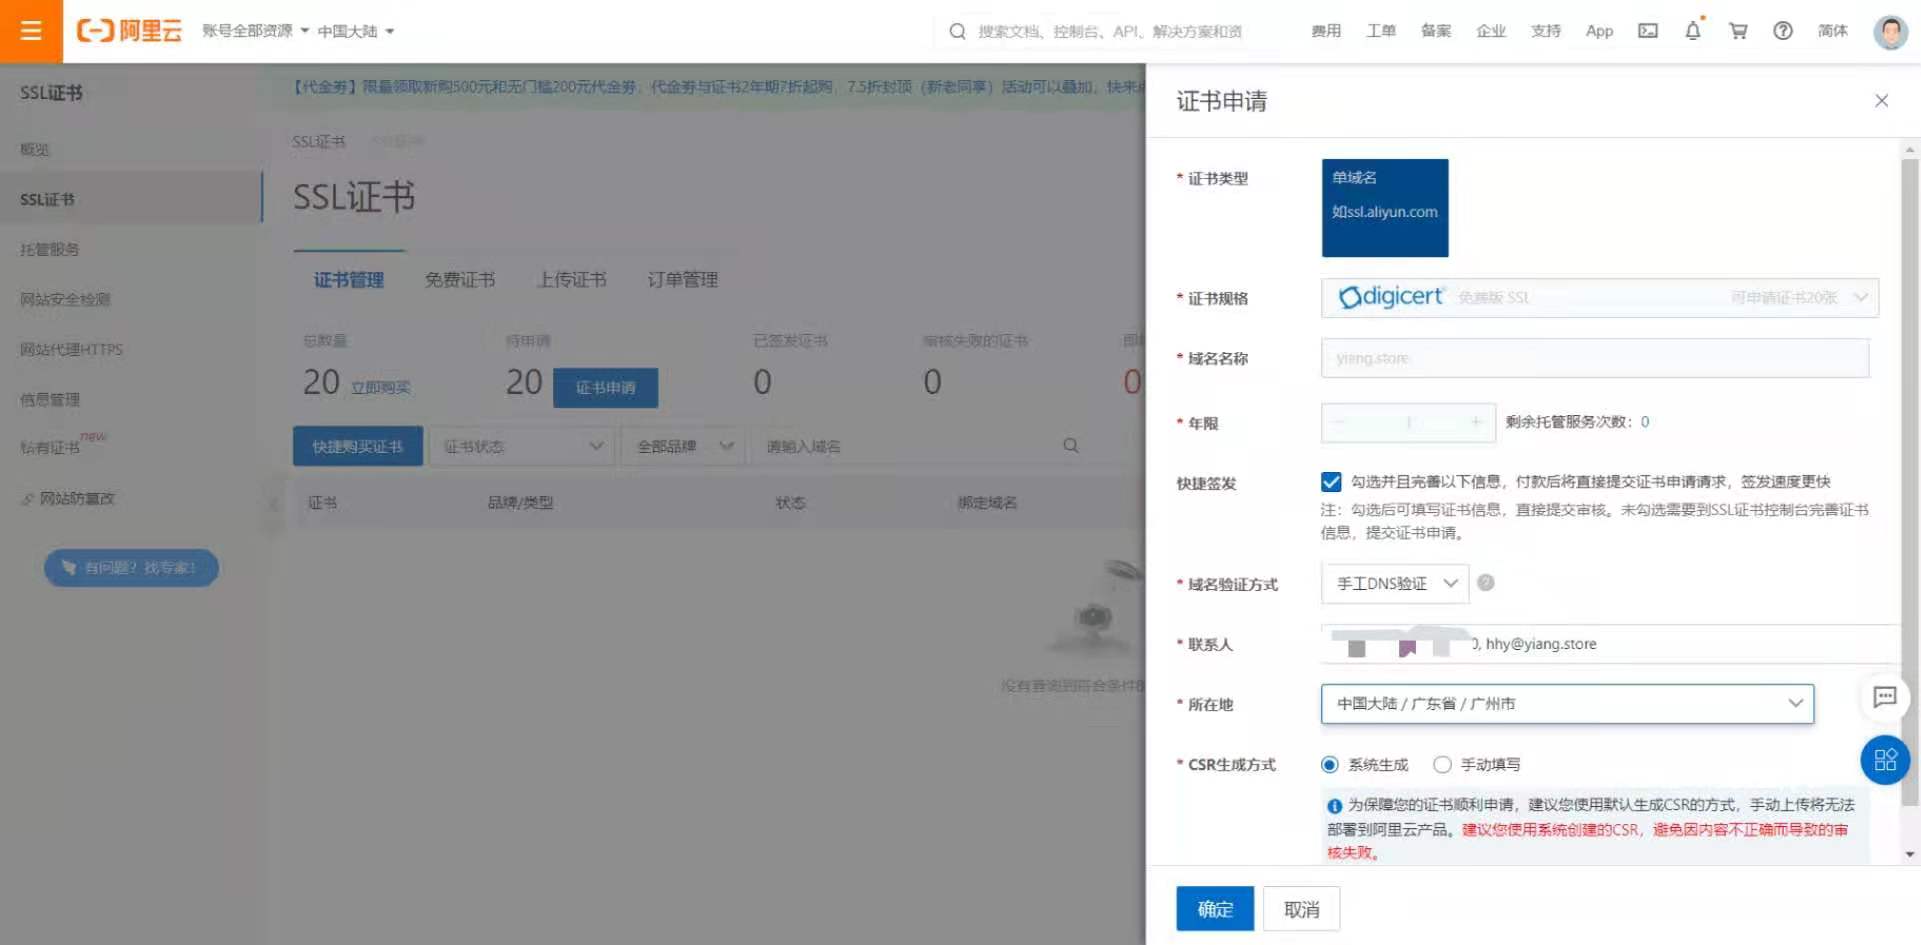 阿里云
账号全部资源
中国大陆
搜索文档、控制台、API、解决方案和资
费用
工单
备案
企业
支持
App
简体
SSL证书
概览
SSL证书
托管服务
网站安全检测
网站代理HTTPS
信息管理
私有证书 new
网站防篡改
有问题？找专家！
【代金券】限量领取新购500元和无门槛200元代金券，代金券与证书2年期7折起购，7.5折封顶（新老同享）活动可以叠加，快来
SSL证书
SSL证书
证书管理
免费证书
上传证书
订单管理
总数量
待申请
已签发证书
审核失败的证书
20 立即购买
20 证书申请
0
0
0
快捷购买证书
证书状态
全部品牌
请输入域名
证书
品牌/类型
状态
绑定域名
没有查询到符合条件
证书申请
* 证书类型
单域名
如ssl.aliyun.com
* 证书规格
digicert 免费版 SSL
可申请证书20张
* 域名名称
yiang.store
* 年限
剩余托管服务次数：0
快捷签发
勾选并且完善以下信息，付款后将直接提交证书申请请求，签发速度更快
注：勾选后可填写证书信息，直接提交审核。未勾选需要到SSL证书控制台完善证书
信息，提交证书申请。
* 域名验证方式
手工DNS验证
* 联系人
0, hhy@yiang.store
* 所在地
中国大陆 / 广东省 / 广州市
* CSR生成方式
系统生成
手动填写
为保障您的证书顺利申请，建议您使用默认生成CSR的方式，手动上传将无法
部署到阿里云产品。建议您使用系统创建的CSR，避免因内容不正确而导致的审
核失败。
确定
取消